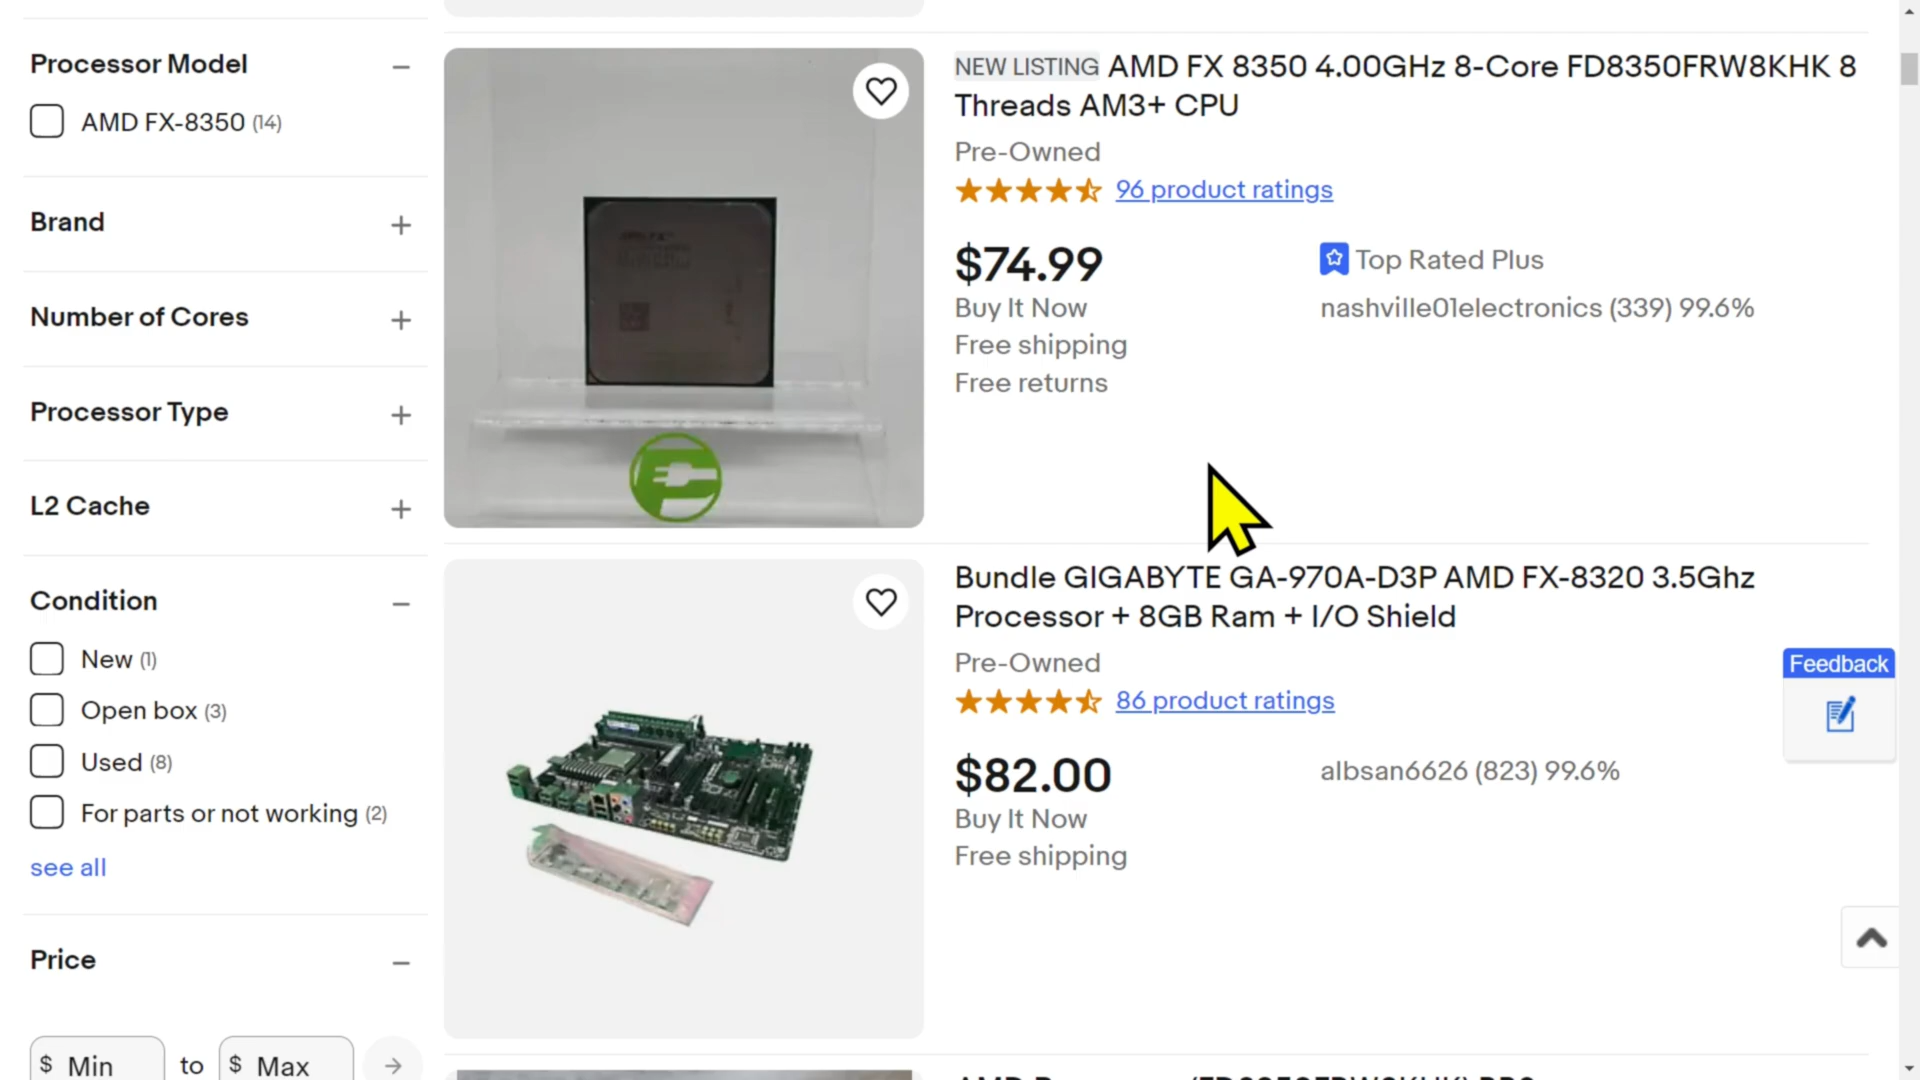 Processor Model
AMD FX-8350 (14)
Brand
Number of Cores
Processor Type
L2 Cache
Condition
New (1)
Open box (3)
Used (8)
For parts or not working (2)
see all
Price
$ Min to $ Max
NEW LISTING AMD FX 8350 4.00GHz 8-Core FD8350FRW8KHK 8
Threads AM3+ CPU
Pre-Owned
96 product ratings
$74.99
Buy It Now
Free shipping
Free returns
Top Rated Plus
nashville01electronics (339) 99.6%
Bundle GIGABYTE GA-970A-D3P AMD FX-8320 3.5Ghz
Processor + 8GB Ram + I/O Shield
Pre-Owned
86 product ratings
$82.00
Buy It Now
Free shipping
albsan6626 (823) 99.6%
Feedback